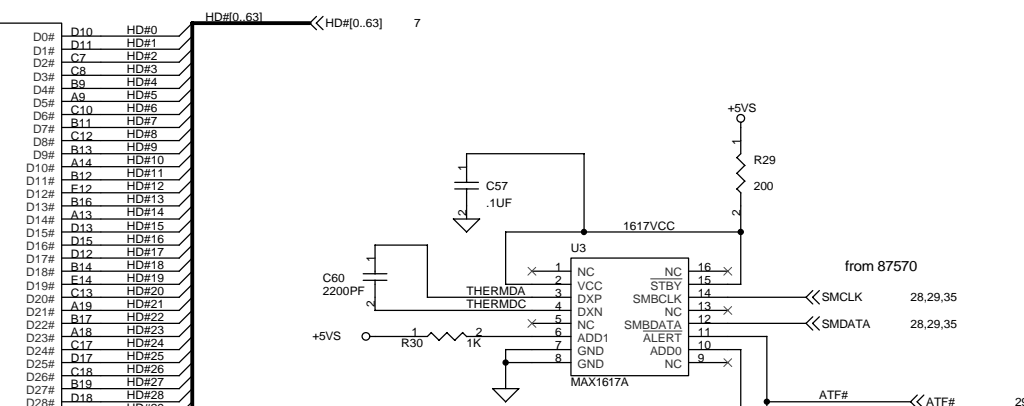 HD#[0..63] HD#[0..63] 7
D0# D10 HD#0
D1# D11 HD#1
D2# C7 HD#2
D3# C8 HD#3
D4# B9 HD#4
D5# A9 HD#5
D6# C10 HD#6
D7# B11 HD#7
D8# C12 HD#8
D9# B13 HD#9
D10# A14 HD#10
D11# B12 HD#11
D12# E12 HD#12
D13# B16 HD#13
D14# A13 HD#14
D15# D13 HD#15
D16# D15 HD#16
D17# D12 HD#17
D18# B14 HD#18
D19# E14 HD#19
D20# C13 HD#20
D21# A19 HD#21
D22# B17 HD#22
D23# A18 HD#23
D24# C17 HD#24
D25# D17 HD#25
D26# C18 HD#26
D27# B19 HD#27
D28# D18 HD#28
+5VS
1
R29
200
2
1
C57
.1UF
2
1617VCC
U3
1
C60
2200PF
2
THERMDA
THERMDC
+5VS
1 2
R30 1K
1 NC NC 16
2 VCC STBY 15
3 DXP SMBCLK 14
4 DXN NC 13
5 NC SMBDATA 12
6 ADD1 ALERT 11
7 GND ADD0 10
8 GND NC 9
MAX1617A
from 87570
SMCLK 28,29,35
SMDATA 28,29,35
ATF# ATF#